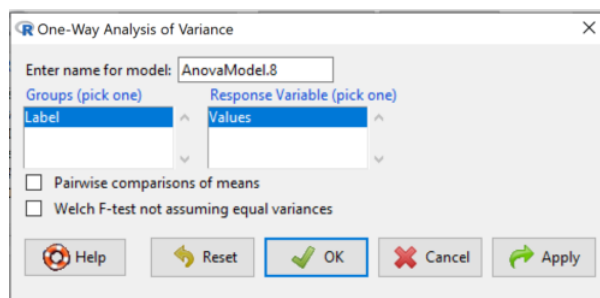 One-Way Analysis of Variance
Enter name for model: AnovaModel.8
Groups (pick one) Response Variable (pick one)
Label Values
Pairwise comparisons of means
Welch F-test not assuming equal variances
Help Reset OK Cancel Apply